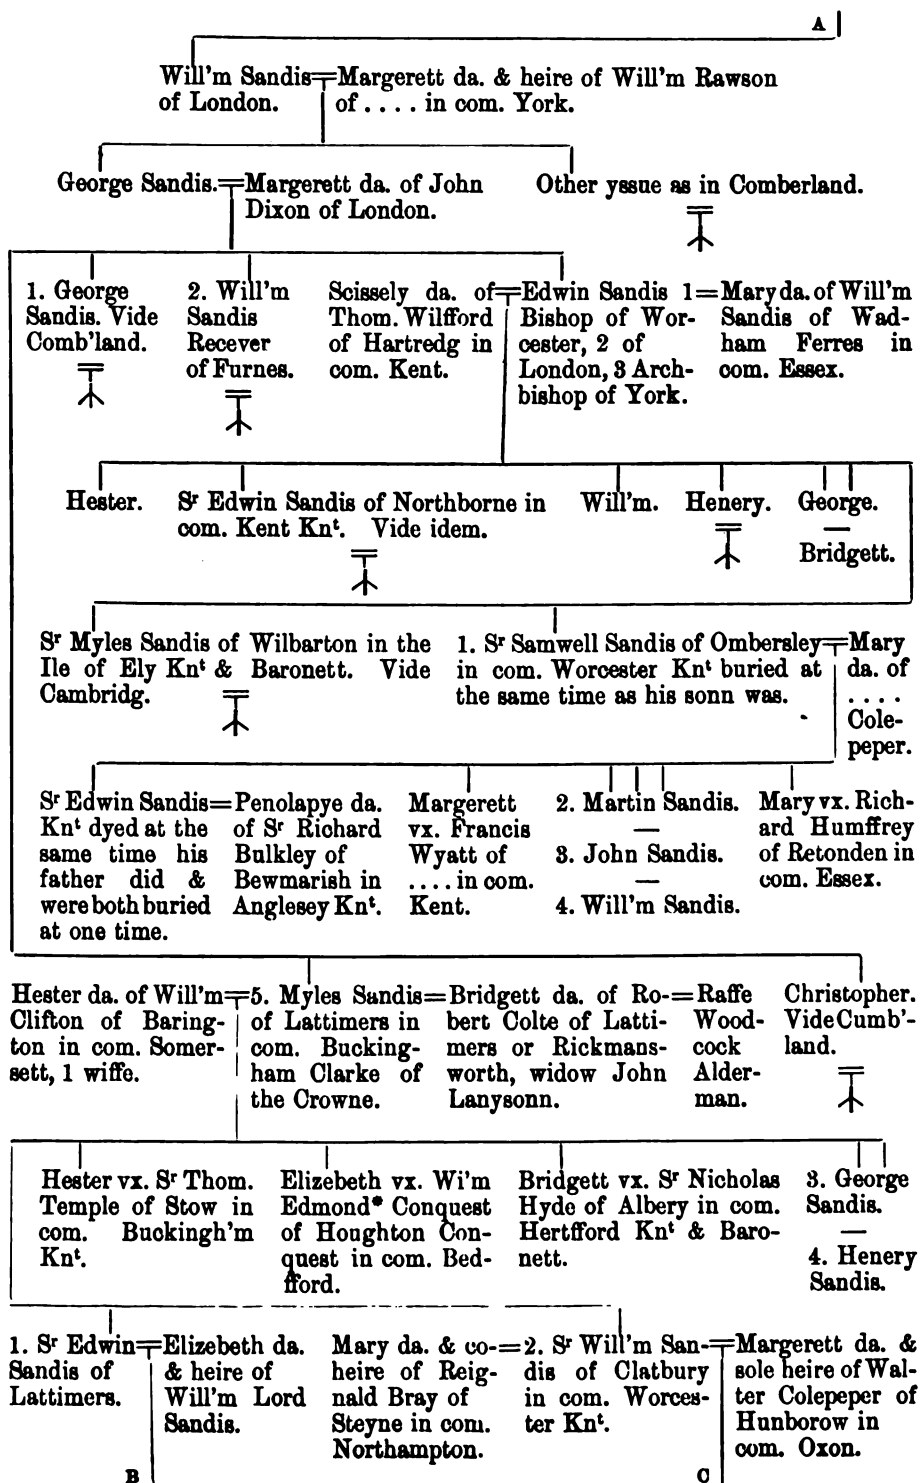 A
Will'm Sandis=Margerett da. & heire of Will'm Rawson
of London. of . . . . in com. York.
George Sandis.=Margerett da. of John
Dixon of London.
Other yssue as in Comberland.
1. George
Sandis. Vide
Comb'land.
2. Will'm
Sandis
Recever
of Furnes.
Scissely da. of=Edwin Sandis 1=Mary da. of Will'm
Thom. Wilfford Bishop of Wor- Sandis of Wad-
of Hartredg in cester, 2 of ham Ferres in
com. Kent. London, 3 Arch- com. Essex.
bishop of York.
Hester.
Sr Edwin Sandis of Northborne in
com. Kent Knt. Vide idem.
Will'm.
Henery.
George.
—
Bridgett.
Sr Myles Sandis of Wilbarton in the
Ile of Ely Knt & Baronett. Vide
Cambridg.
1. Sr Samwell Sandis of Ombersley=Mary
in com. Worcester Knt buried at da. of
the same time as his sonn was. . . . .
Cole-
peper.
Sr Edwin Sandis=Penolapye da.
Knt dyed at the of Sr Richard
same time his Bulkley of
father did & Bewmarish in
were both buried Anglesey Knt.
at one time.
Margerett
vx. Francis
Wyatt of
. . . . in com.
Kent.
2. Martin Sandis.
—
3. John Sandis.
—
4. Will'm Sandis.
Mary vx. Rich-
ard Humffrey
of Retonden in
com. Essex.
Hester da. of Will'm=5. Myles Sandis=Bridgett da. of Ro-=Raffe
Clifton of Baring- of Lattimers in bert Colte of Latti- Wood-
ton in com. Somer- com. Bucking- mers or Rickmans- cock
sett, 1 wiffe. ham Clarke of worth, widow John Alder-
the Crowne. Lanysonn. man.
Christopher.
Vide Cumb'-
land.
Hester vx. Sr Thom.
Temple of Stow in
com. Buckingh'm
Knt.
Elizebeth vx. Wi'm
Edmond* Conquest
of Houghton Con-
quest in com. Bed-
fford.
Bridgett vx. Sr Nicholas
Hyde of Albery in com.
Hertfford Knt & Baro-
nett.
3. George
Sandis.
—
4. Henery
Sandis.
1. Sr Edwin=Elizebeth da.
Sandis of & heire of
Lattimers. Will'm Lord
Sandis.
Mary da. & co-=2. Sr Will'm San-=Margerett da. &
heire of Reig- dis of Clatbury sole heire of Wal-
nald Bray of in com. Worces- ter Colepeper of
Steyne in com. ter Knt. Hunborow in
Northampton. com. Oxon.
B C